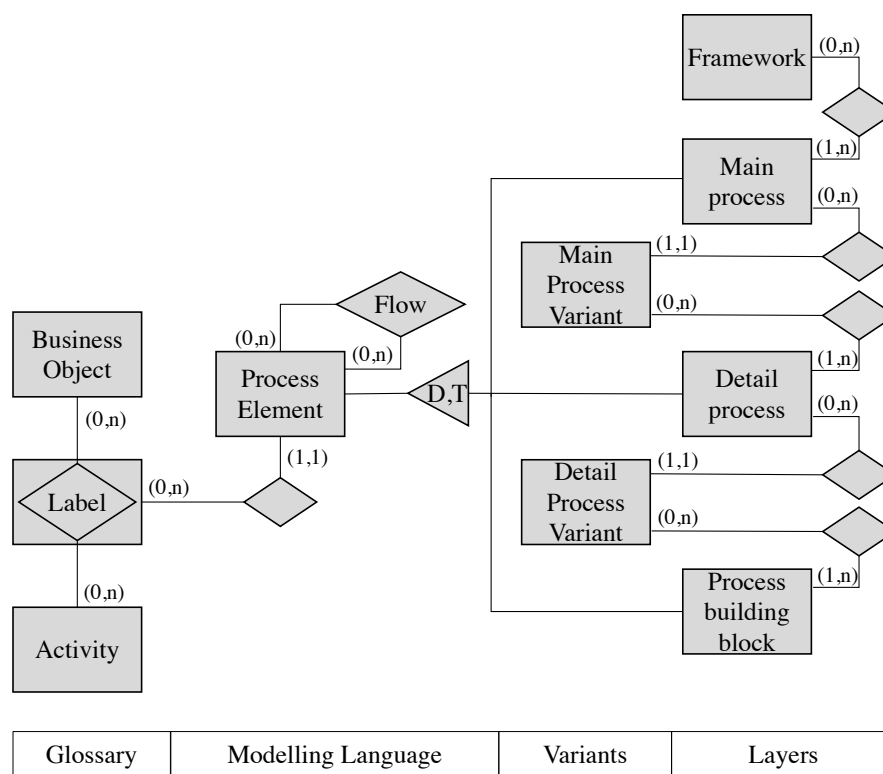 Framework
(0,n)
(1,n)
Main
process
(0,n)
Main
Process
Variant
(1,1)
(0,n)
Flow
(0,n)
(0,n)
Business
Object
(0,n)
Process
Element
(1,1)
D,T
(1,n)
Detail
process
(0,n)
Label
(0,n)
Detail
Process
Variant
(1,1)
(0,n)
(0,n)
Activity
(1,n)
Process
building
block
Glossary
Modelling Language
Variants
Layers